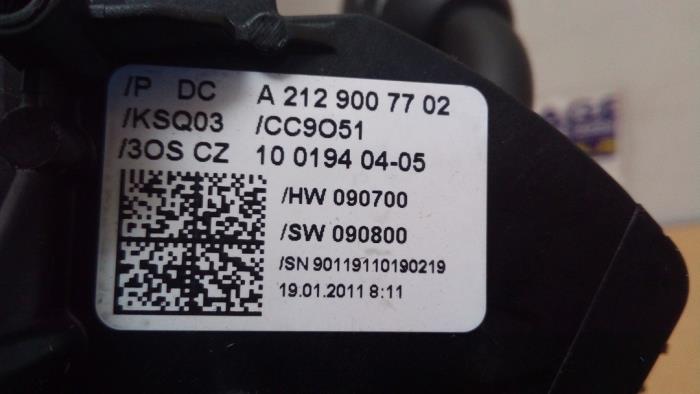 /P DC A 212 900 77 02
/KSQ03 /CC9O51
/3OS CZ 10 0194 04-05
/HW 090700
/SW 090800
/SN 90119110190219
19.01.2011 8:11